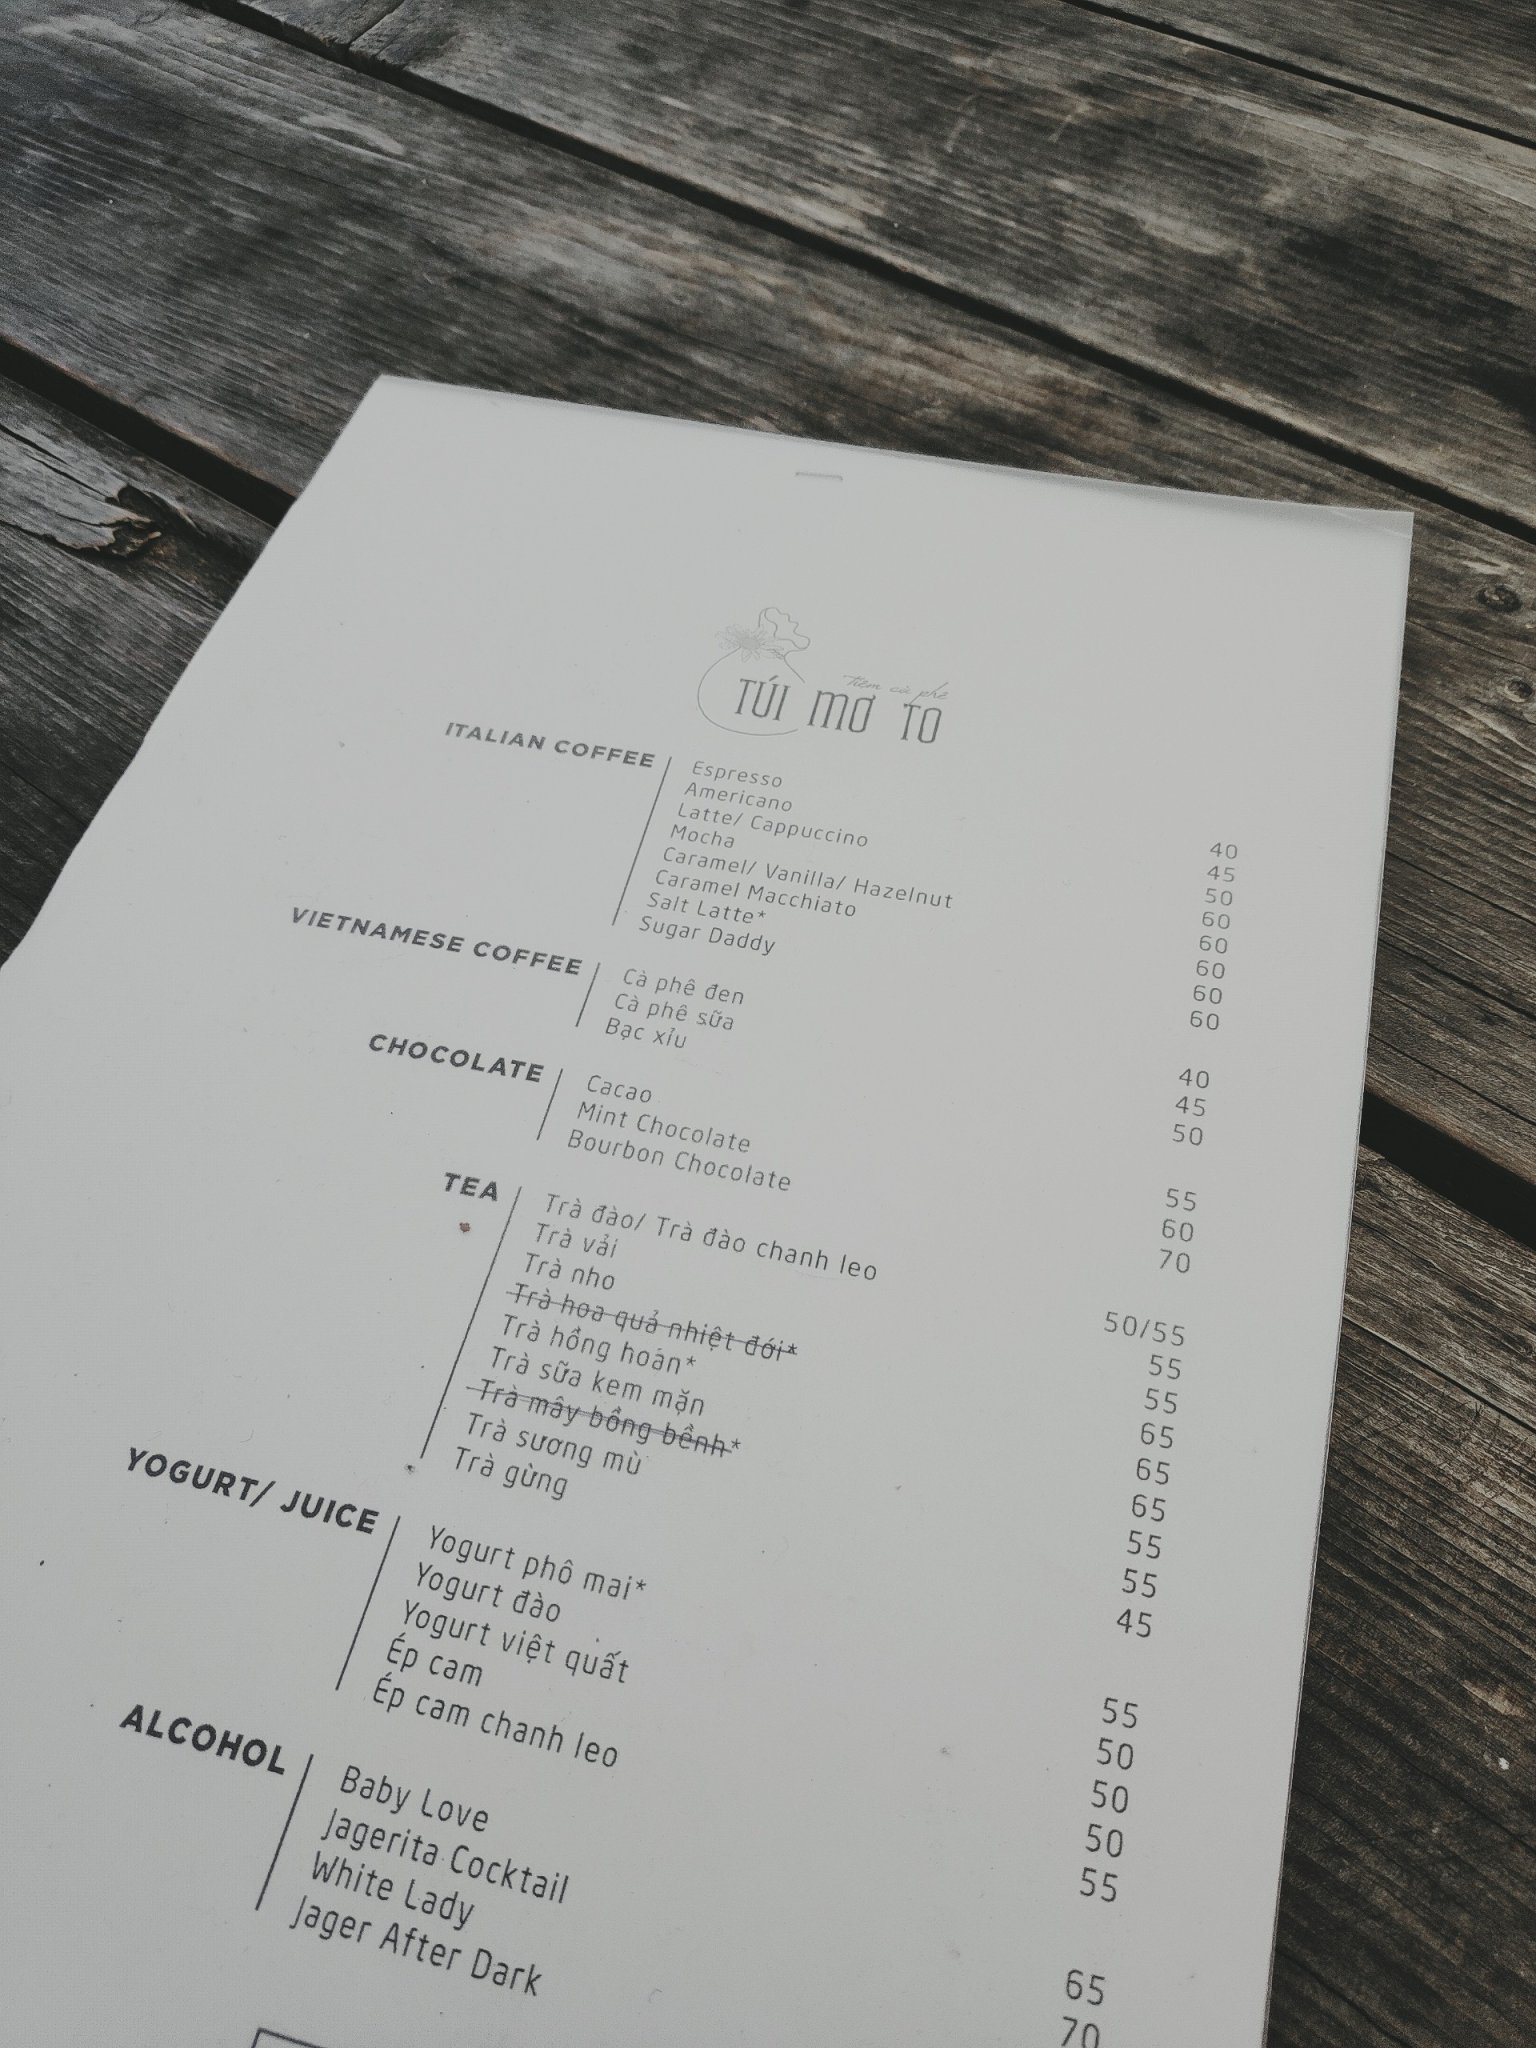 Tiệm cà phê
TÚI MƠ TO
ITALIAN COFFEE
Espresso 40
Americano 45
Latte/ Cappuccino 50
Mocha 60
Caramel/ Vanilla/ Hazelnut 60
Caramel Macchiato 60
Salt Latte* 60
Sugar Daddy 60
VIETNAMESE COFFEE
Cà phê đen 40
Cà phê sữa 45
Bạc xỉu 50
CHOCOLATE
Cacao 55
Mint Chocolate 60
Bourbon Chocolate 70
TEA
Trà đào/ Trà đào chanh leo 50/55
Trà vải 55
Trà nho 55
Trà hoa quả nhiệt đới* 65
Trà hồng hoàn* 65
Trà sữa kem mặn 65
Trà mây bồng bềnh* 55
Trà sương mù 55
Trà gừng 45
YOGURT/ JUICE
Yogurt phô mai* 55
Yogurt đào 50
Yogurt việt quất 50
Ép cam 50
Ép cam chanh leo 55
ALCOHOL
Baby Love 65
Jagerita Cocktail 70
White Lady
Jager After Dark